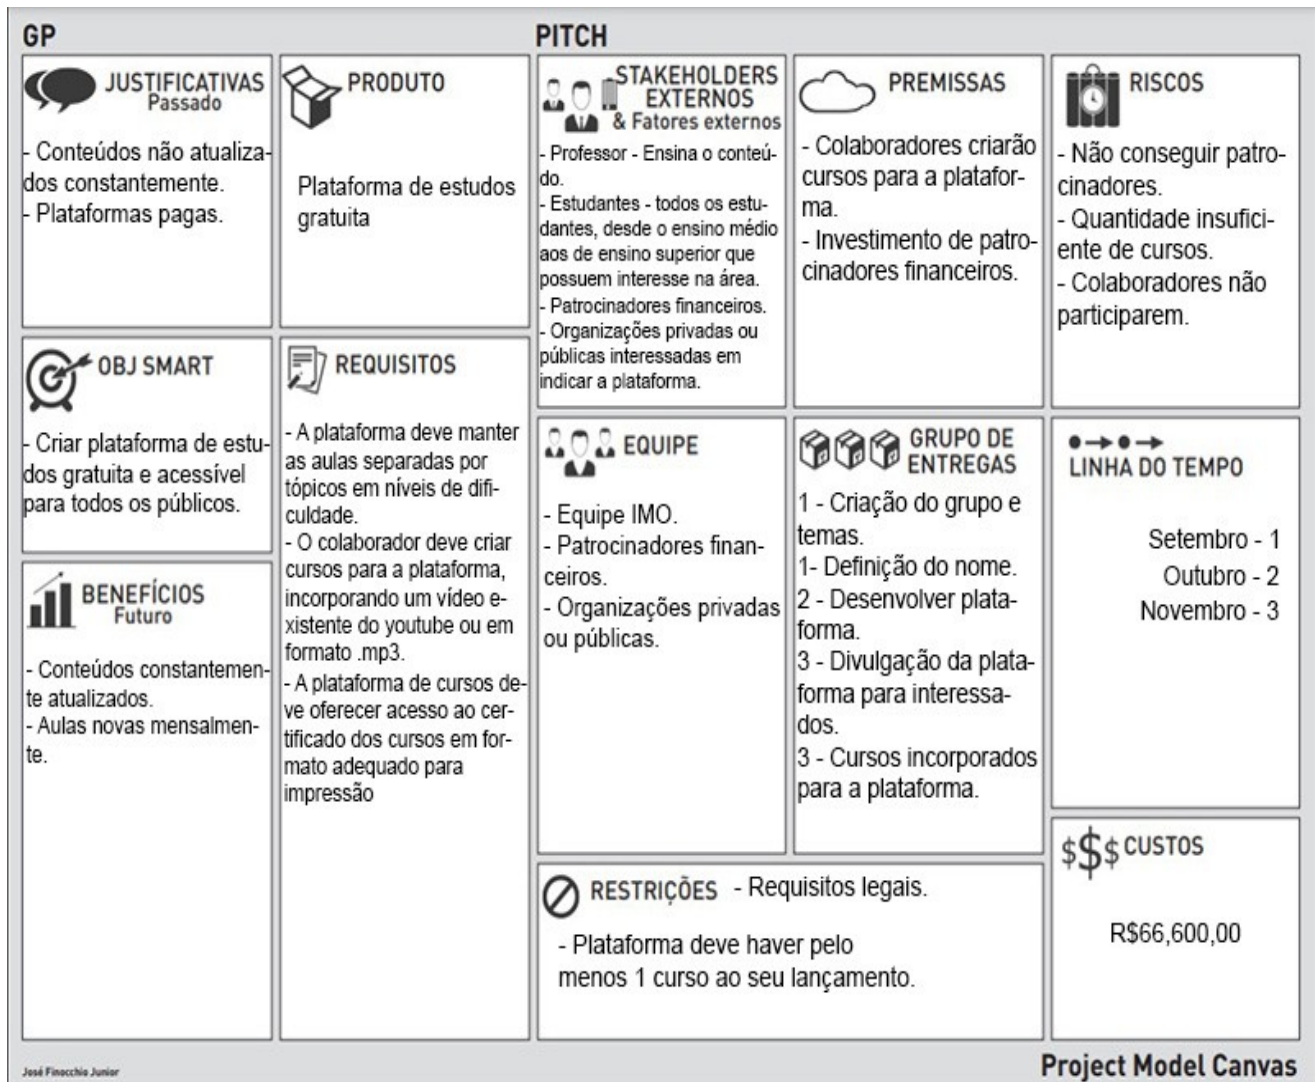 GP
PITCH
JUSTIFICATIVAS
Passado
- Conteúdos não atualiza-
dos constantemente.
- Plataformas pagas.
PRODUTO
Plataforma de estudos
gratuita
STAKEHOLDERS
EXTERNOS
& Fatores externos
- Professor - Ensina o conteú-
do.
- Estudantes - todos os estu-
dantes, desde o ensino médio
aos de ensino superior que
possuem interesse na área.
- Patrocinadores financeiros.
- Organizações privadas ou
públicas interessadas em
indicar a plataforma.
PREMISSAS
- Colaboradores criarão
cursos para a platafor-
ma.
- Investimento de patro-
cinadores financeiros.
RISCOS
- Não conseguir patro-
cinadores.
- Quantidade insufici-
ente de cursos.
- Colaboradores não
participarem.
OBJ SMART
- Criar plataforma de estu-
dos gratuita e acessível
para todos os públicos.
REQUISITOS
- A plataforma deve manter
as aulas separadas por
tópicos em níveis de difi-
culdade.
- O colaborador deve criar
cursos para a plataforma,
incorporando um vídeo e-
xistente do youtube ou em
formato .mp3.
- A plataforma de cursos de-
ve oferecer acesso ao cer-
tificado dos cursos em for-
mato adequado para
impressão
BENEFÍCIOS
Futuro
- Conteúdos constantemen-
te atualizados.
- Aulas novas mensalmen-
te.
EQUIPE
- Equipe IMO.
- Patrocinadores finan-
ceiros.
- Organizações privadas
ou públicas.
GRUPO DE
ENTREGAS
1 - Criação do grupo e
temas.
1- Definição do nome.
2 - Desenvolver plata-
forma.
3 - Divulgação da plata-
forma para interessa-
dos.
3 - Cursos incorporados
para a plataforma.
LINHA DO TEMPO
Setembro - 1
Outubro - 2
Novembro - 3
RESTRIÇÕES - Requisitos legais.
- Plataforma deve haver pelo
menos 1 curso ao seu lançamento.
$$$ CUSTOS
R$66,600,00
José Finocchio Junior
Project Model Canvas